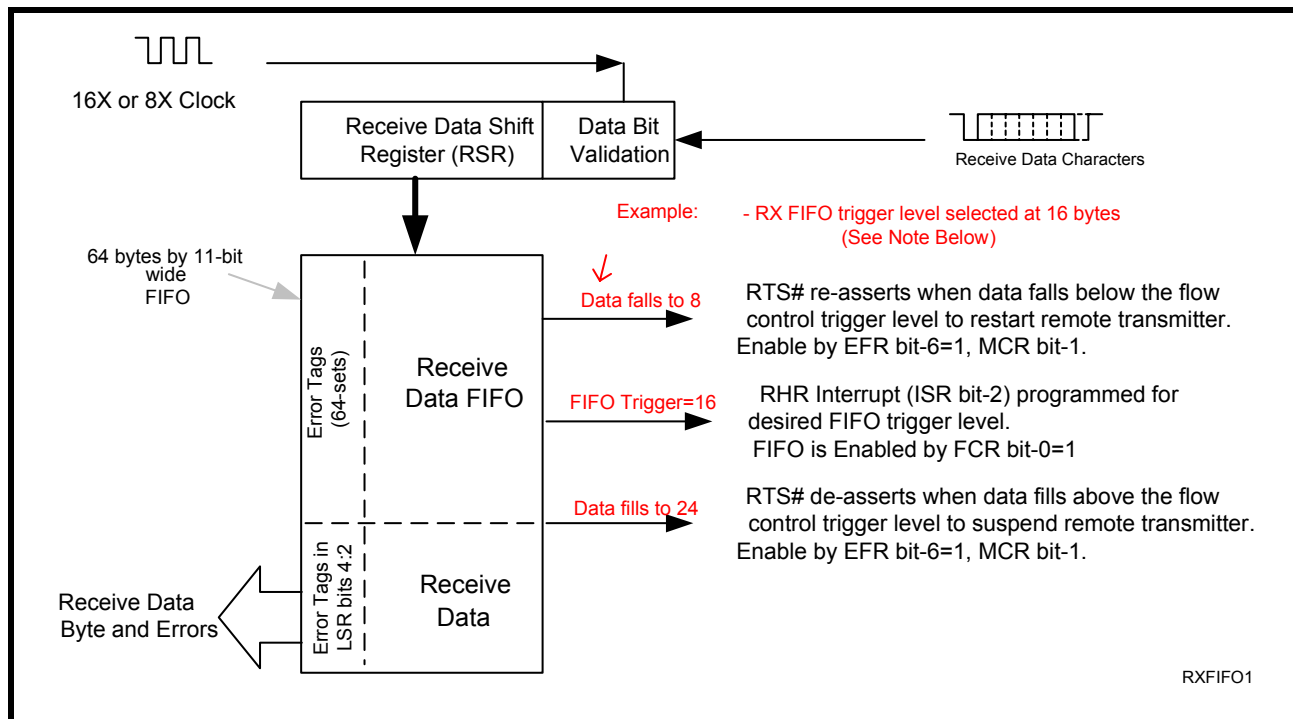 16X or 8X Clock
Receive Data Shift
Register (RSR)
Data Bit
Validation
Receive Data Characters
Example:
- RX FIFO trigger level selected at 16 bytes
(See Note Below)
64 bytes by 11-bit
wide
FIFO
Error Tags
(64-sets)
Receive
Data FIFO
Data falls to 8
RTS# re-asserts when data falls below the flow
control trigger level to restart remote transmitter.
Enable by EFR bit-6=1, MCR bit-1.
FIFO Trigger=16
RHR Interrupt (ISR bit-2) programmed for
desired FIFO trigger level.
FIFO is Enabled by FCR bit-0=1
Data fills to 24
RTS# de-asserts when data fills above the flow
control trigger level to suspend remote transmitter.
Enable by EFR bit-6=1, MCR bit-1.
Error Tags in
LSR bits 4:2
Receive
Data
Receive Data
Byte and Errors
RXFIFO1